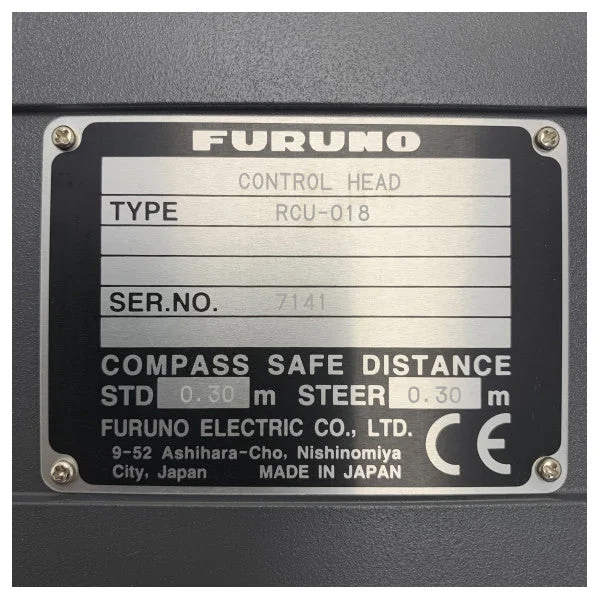 FURUNO
CONTROL HEAD
TYPE RCU-018
SER.NO. 7141
COMPASS SAFE DISTANCE
STD 0.30 m STEER 0.30 m
FURUNO ELECTRIC CO., LTD.
9-52 Ashihara-Cho, Nishinomiya
City, Japan MADE IN JAPAN
CE